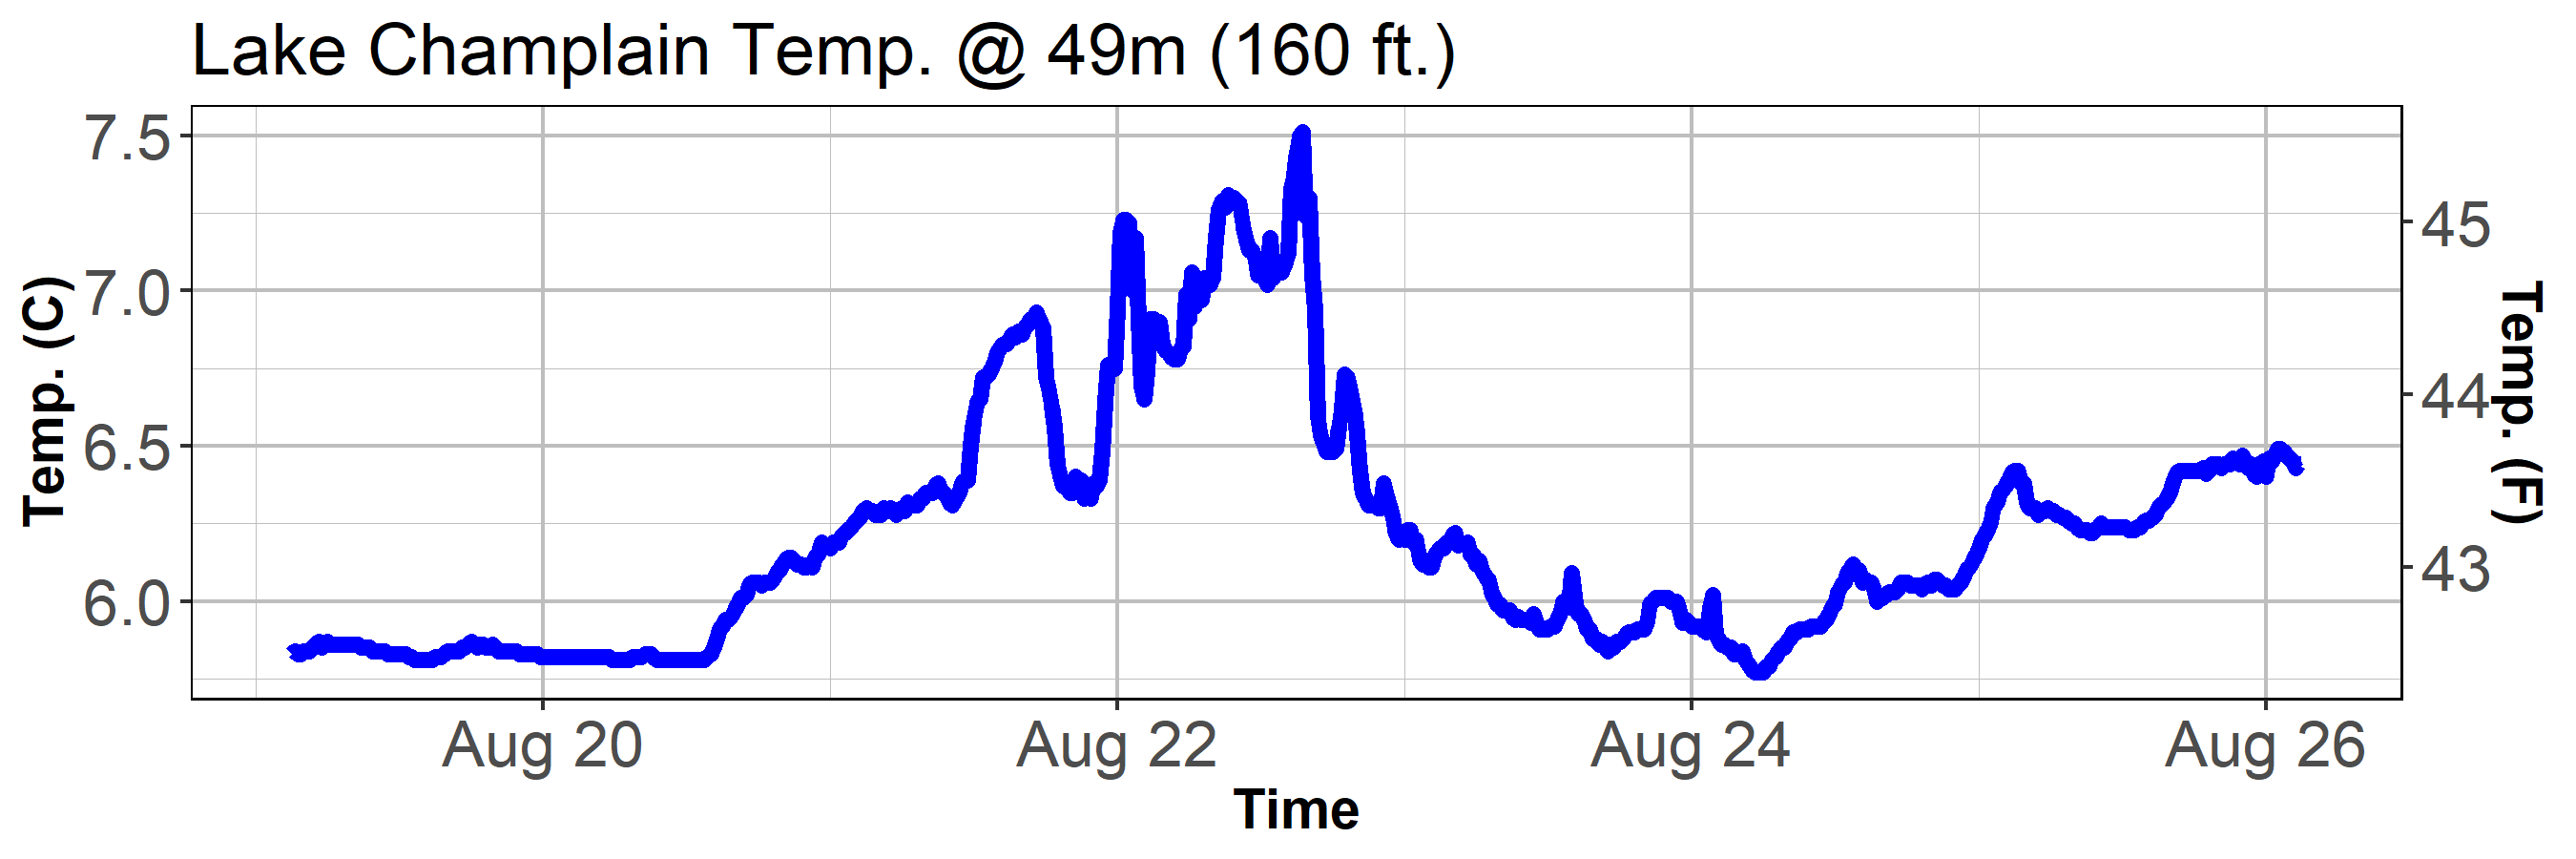 Lake Champlain Temp. @ 49m (160 ft.)
Temp. (C)
7.5
7.0
6.5
6.0
45
44
43
Temp. (F)
Aug 20 Aug 22 Aug 24 Aug 26
Time